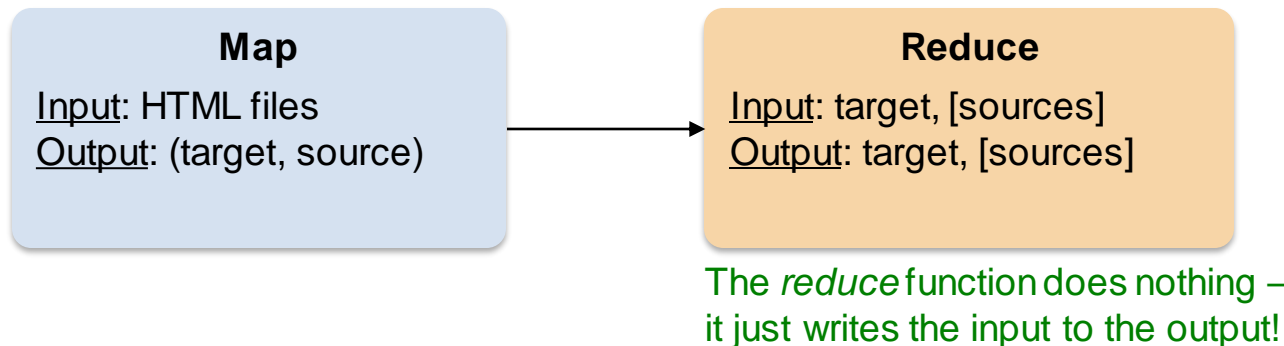 Map
Input: HTML files
Output: (target, source)
Reduce
Input: target, [sources]
Output: target, [sources]
The reduce function does nothing –
it just writes the input to the output!